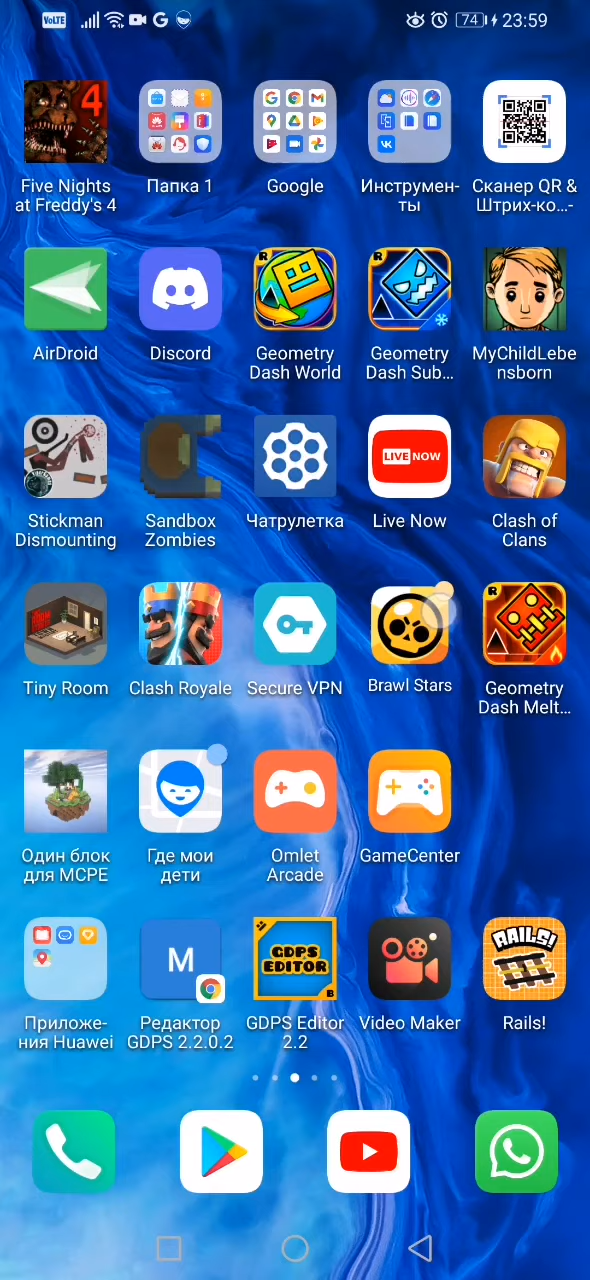 VoLTE
74
23:59
4
Five Nights
at Freddy's 4
Папка 1
Google
Инструмен-
ты
Сканер QR &
Штрих-ко...-
AirDroid
Discord
R
Geometry
Dash World
R
Geometry
Dash Sub...
MyChildLebe
nsborn
Stickman
Dismounting
Sandbox
Zombies
Чатрулетка
LIVE NOW
Live Now
Clash of
Clans
Tiny Room
Clash Royale
Secure VPN
Brawl Stars
R
Geometry
Dash Melt...
Один блок
для MCPE
Где мои
дети
Omlet
Arcade
GameCenter
Приложе-
ния Huawei
M
Редактор
GDPS 2.2.0.2
GDPS
EDITOR
B
GDPS Editor
2.2
Video Maker
RAILS!
Rails!